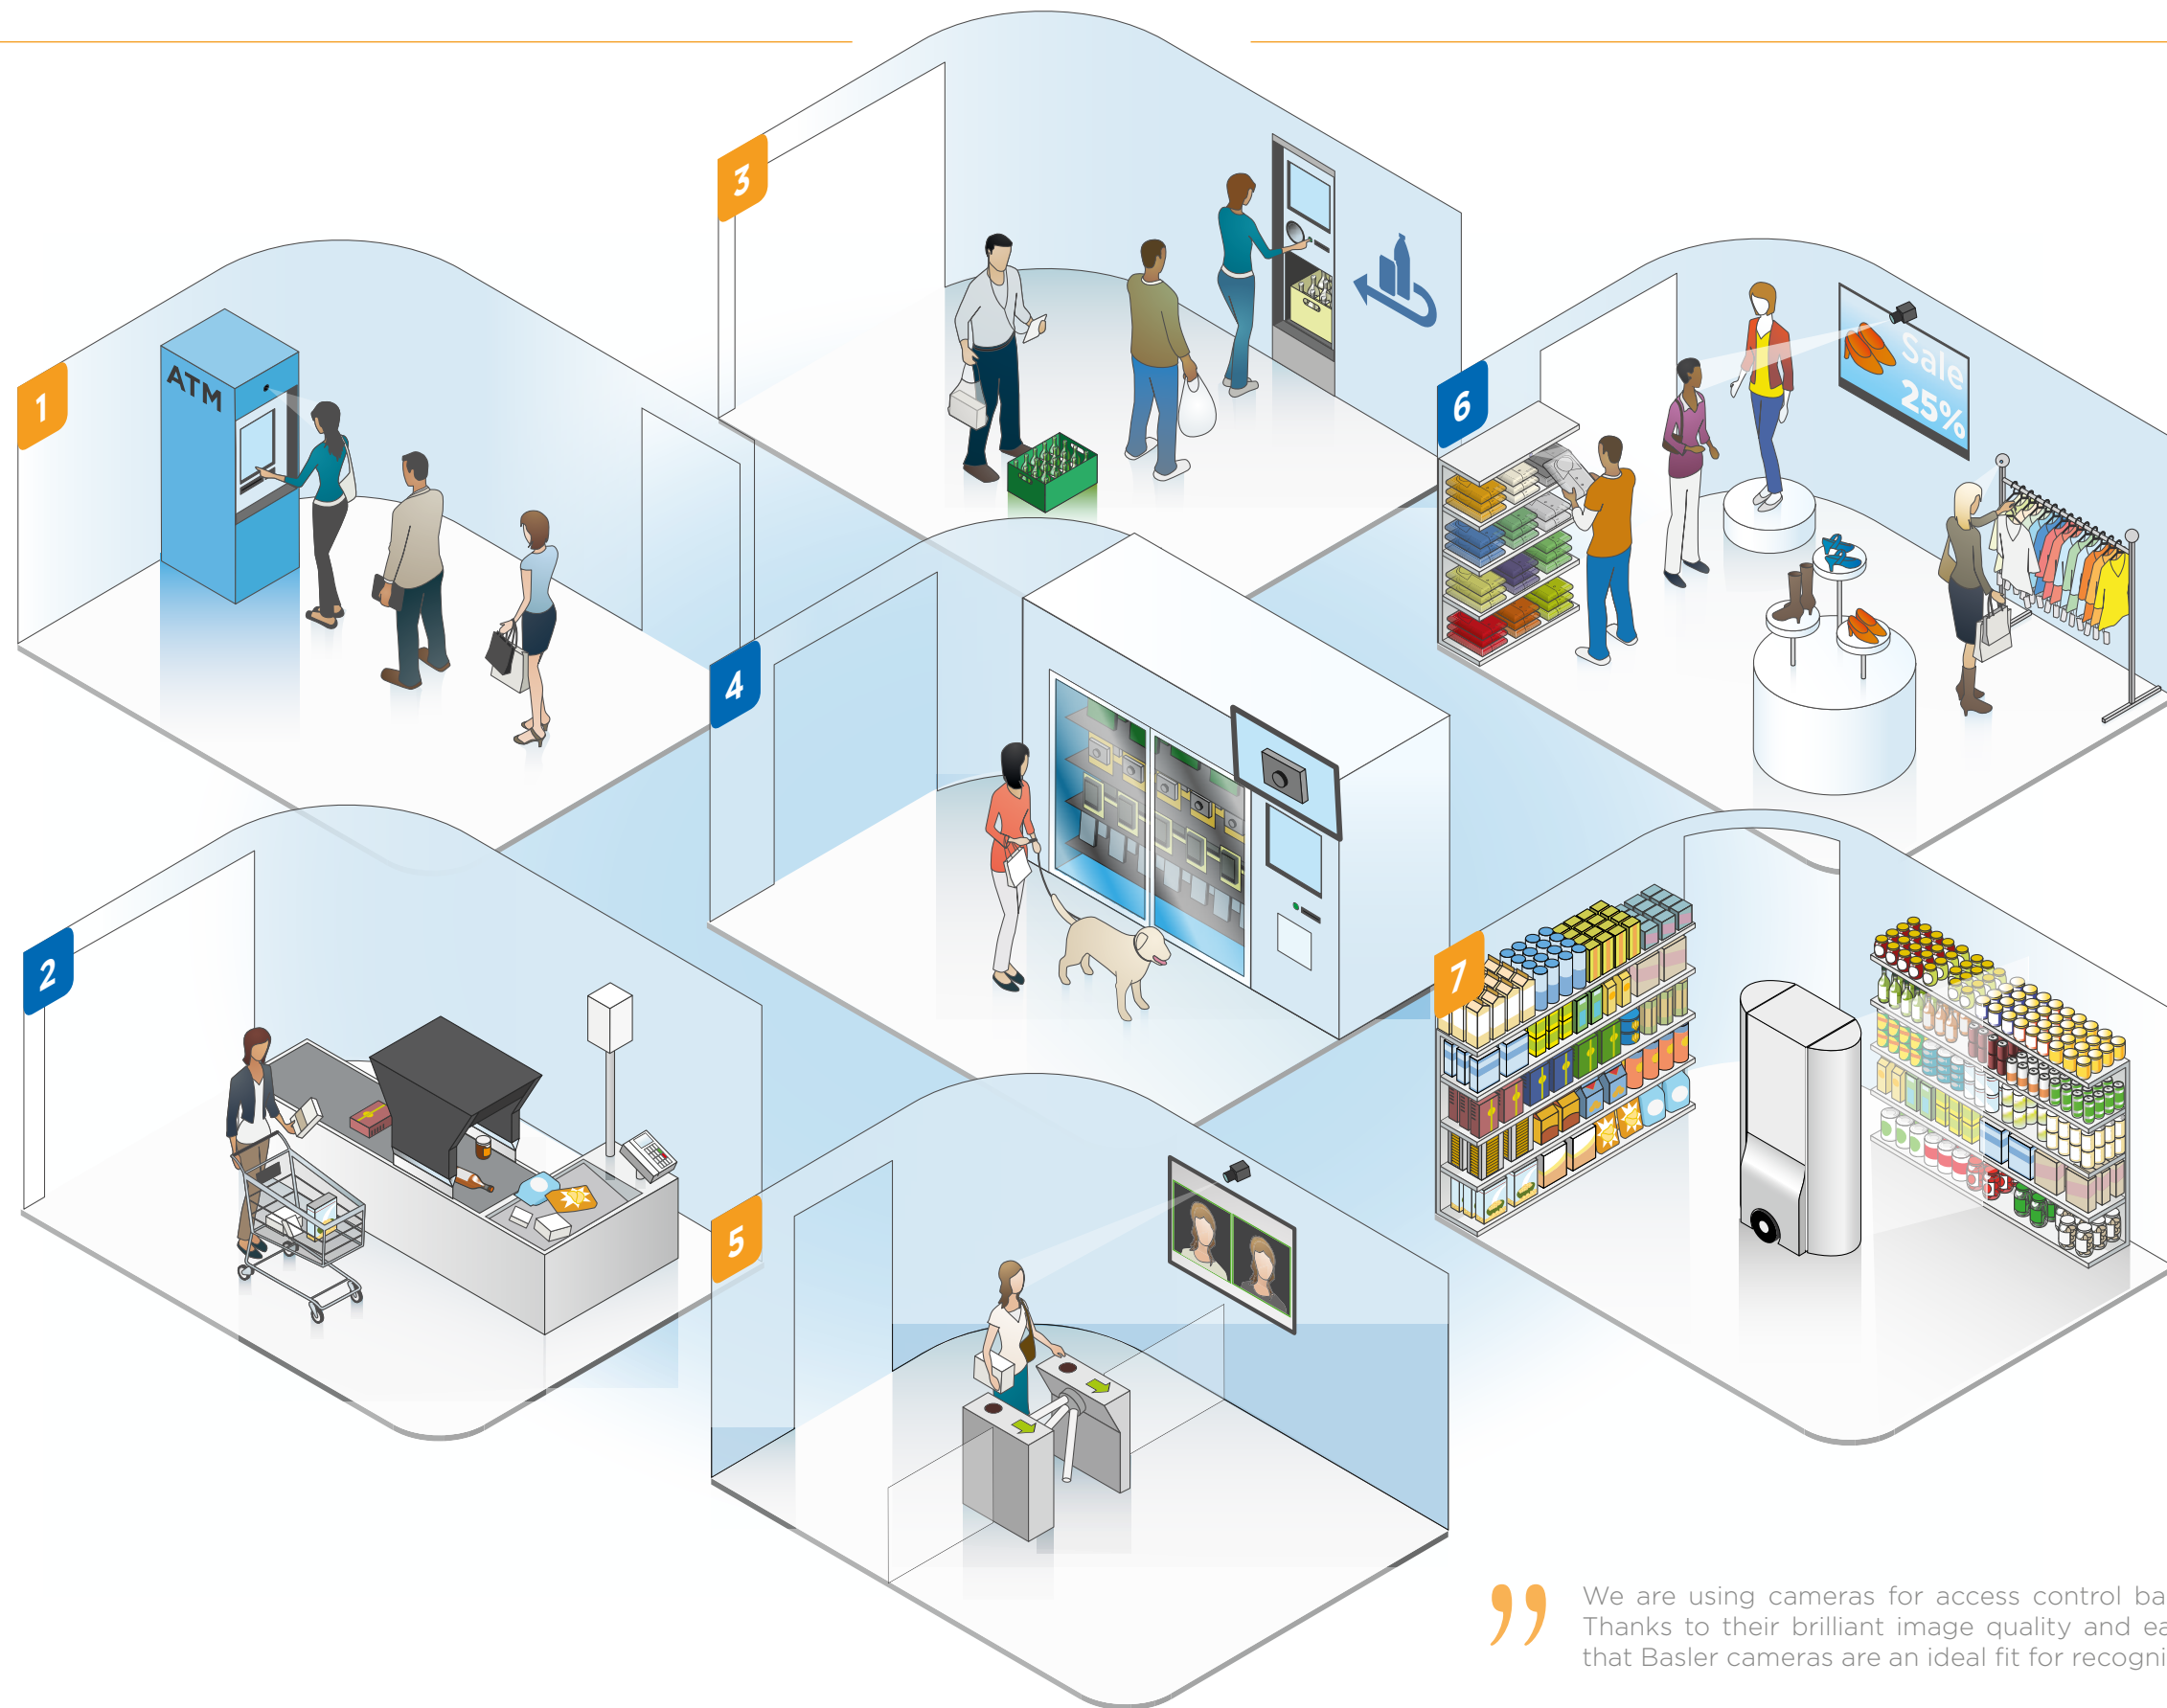 3
1
ATM
6
Sale
25%
4
2
7
5
We are using cameras for access control ba
Thanks to their brilliant image quality and ea
that Basler cameras are an ideal fit for recogni